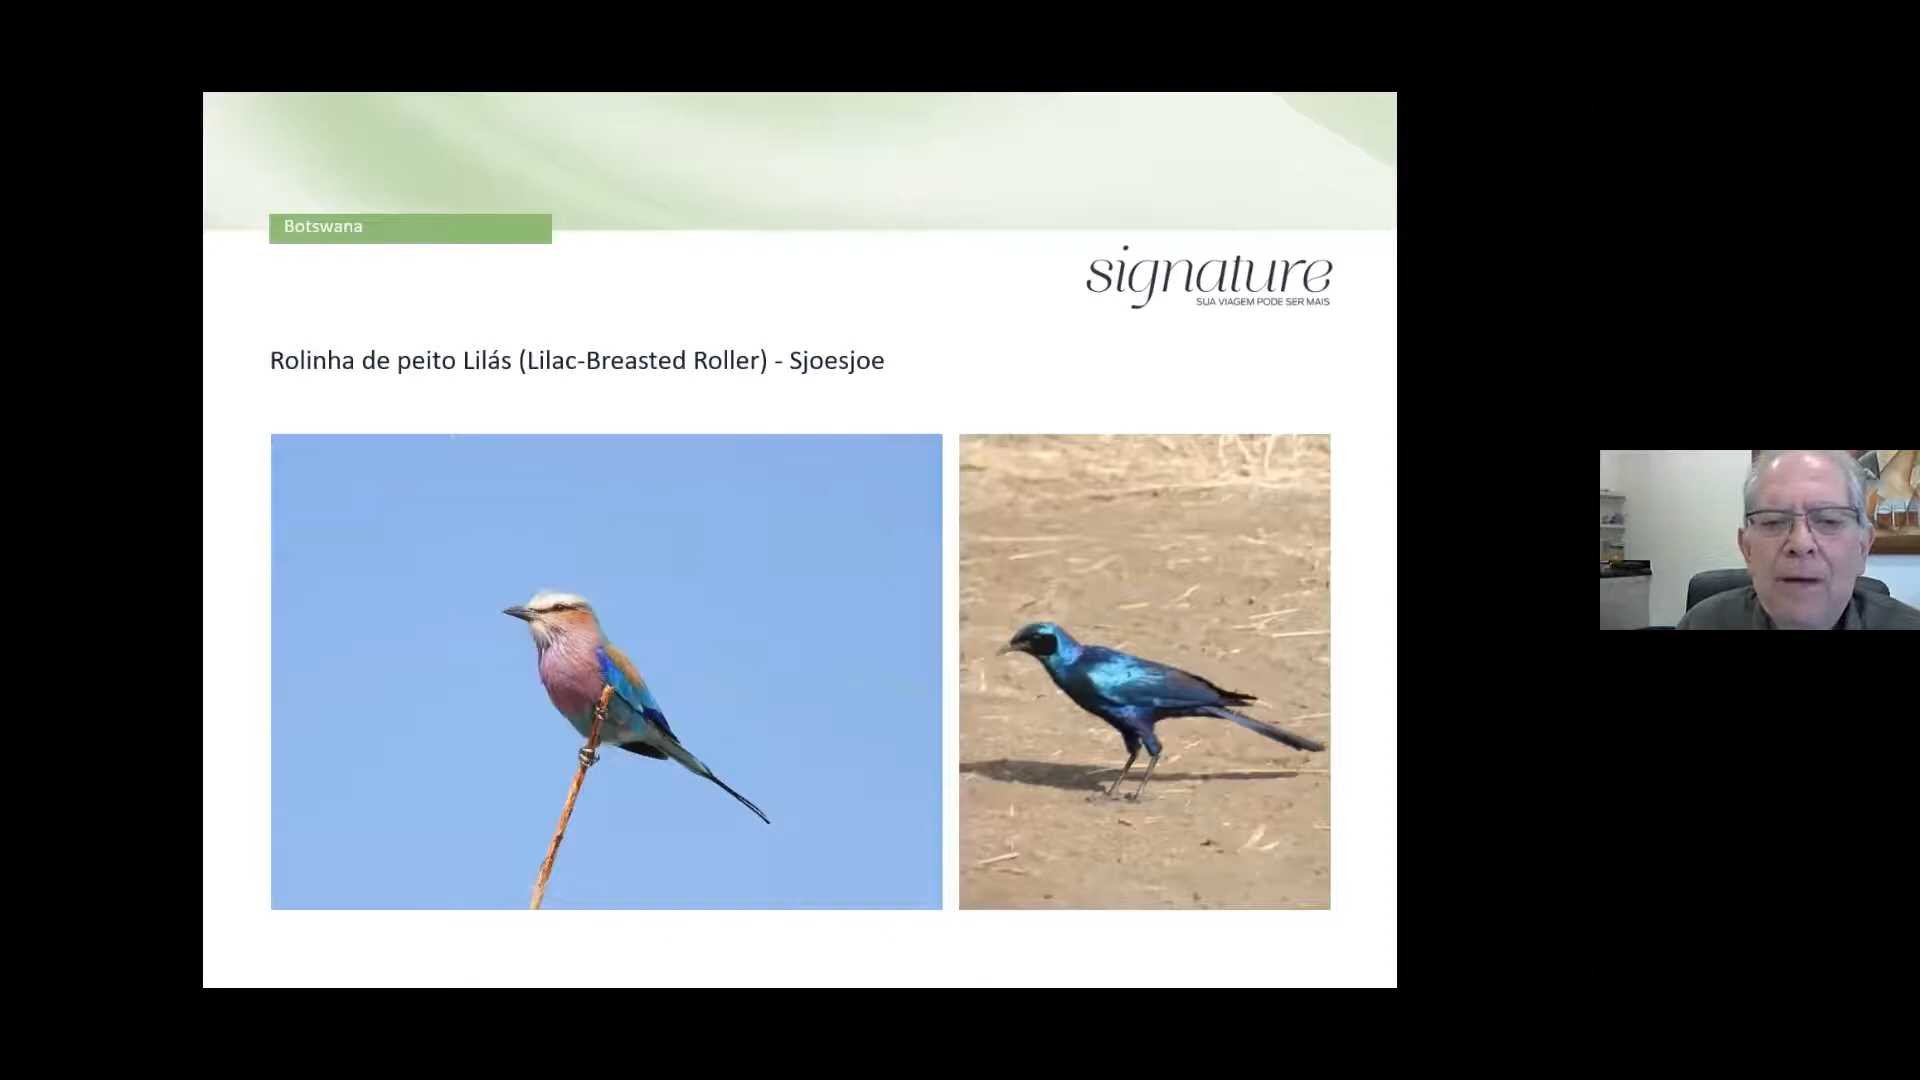 Botswana
signature
SUA VIAGEM PODE SER MAIS
Rolinha de peito Lilás (Lilac-Breasted Roller) - Sjoesjoe